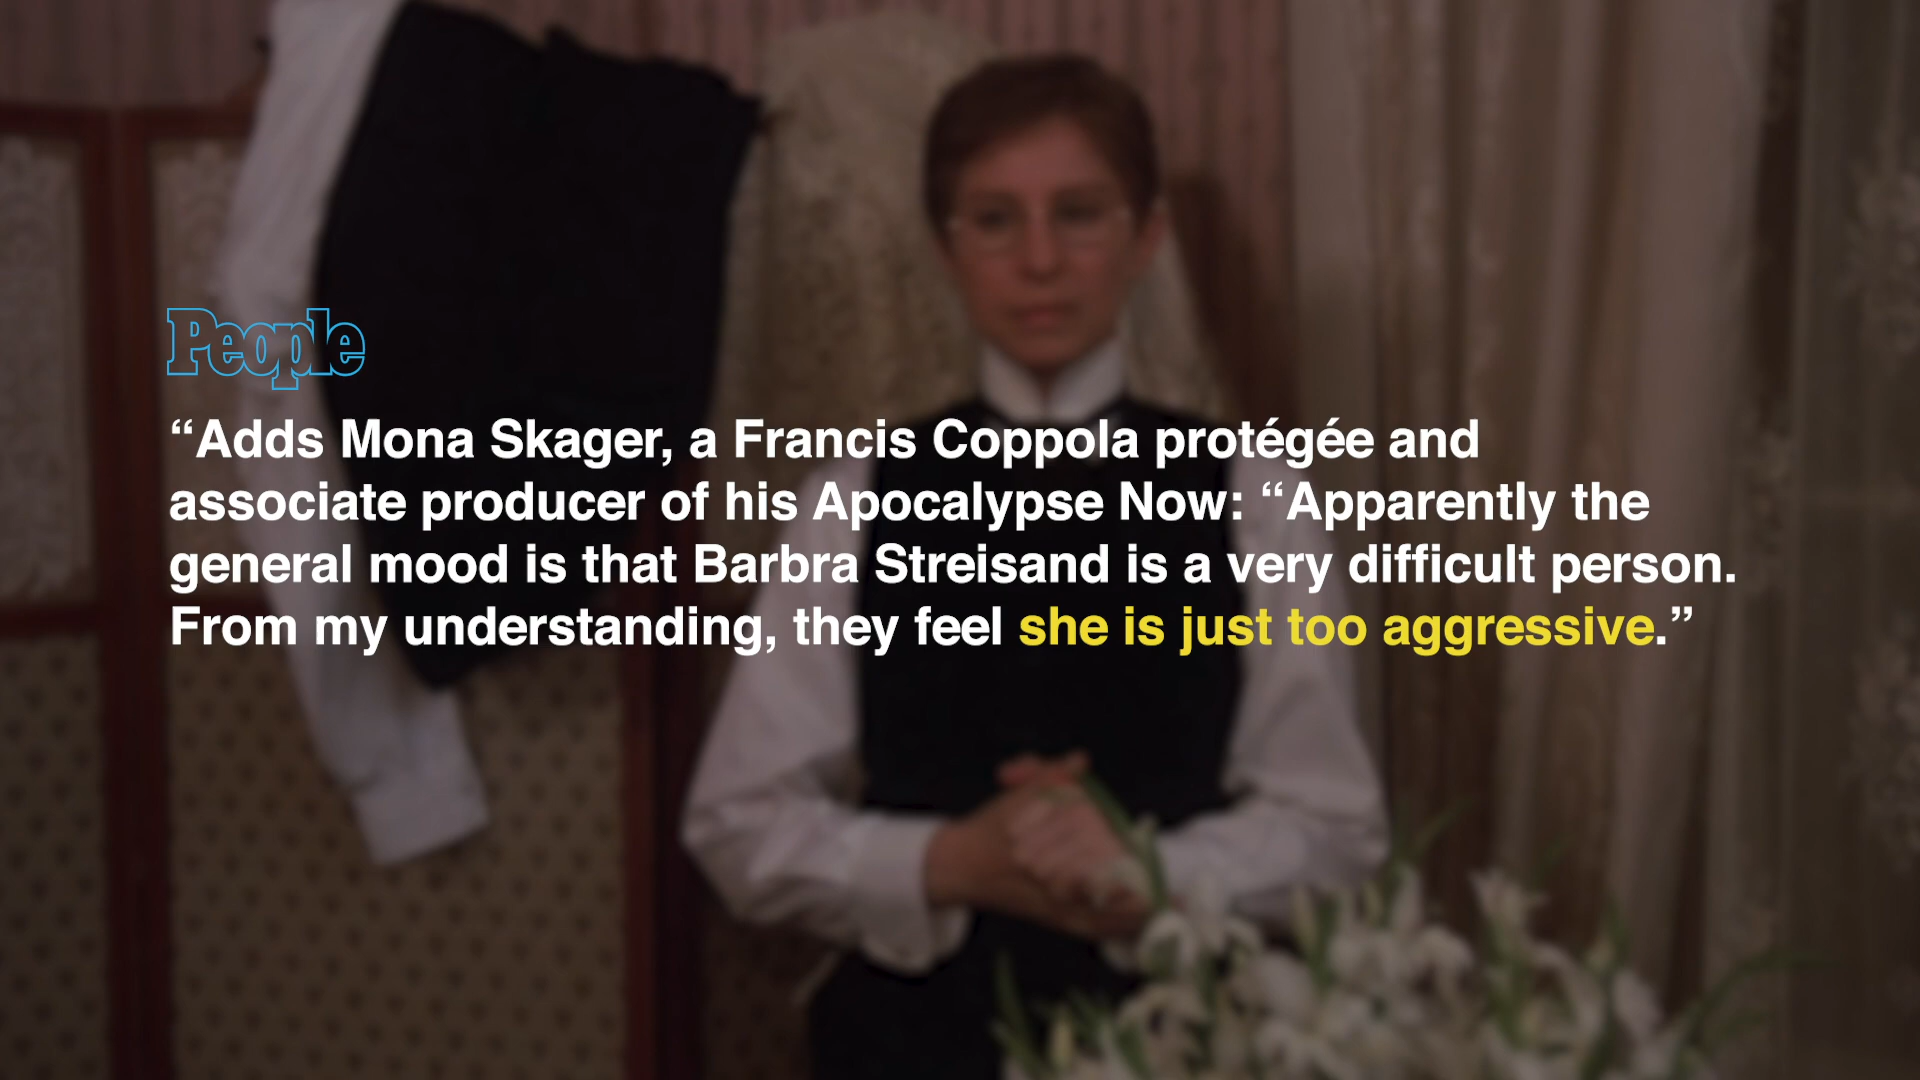 People
“Adds Mona Skager, a Francis Coppola protégée and
associate producer of his Apocalypse Now: “Apparently the
general mood is that Barbra Streisand is a very difficult person.
From my understanding, they feel she is just too aggressive.”